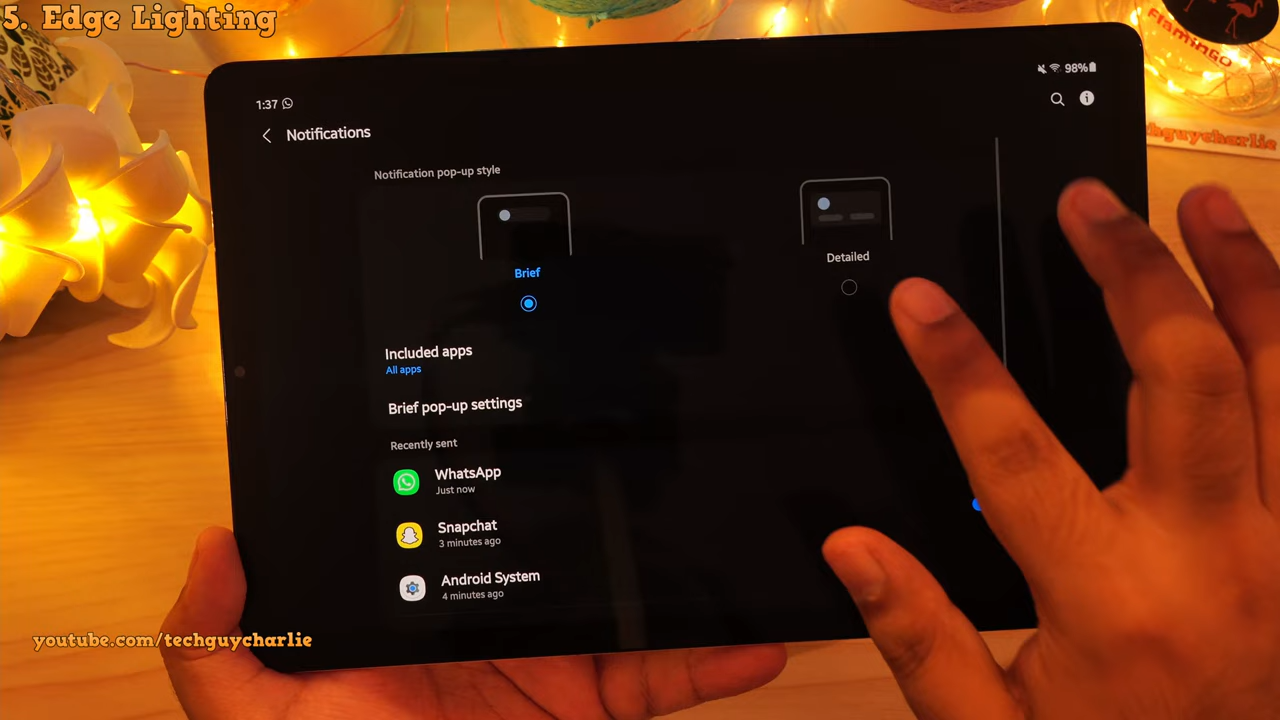 5. Edge Lighting
FLaminGO
techguycharlie
1:37
98%
Notifications
Notification pop-up style
Brief
Detailed
Included apps
All apps
Brief pop-up settings
Recently sent
WhatsApp
Just now
Snapchat
3 minutes ago
Android System
4 minutes ago
youtube.com/techguycharlie